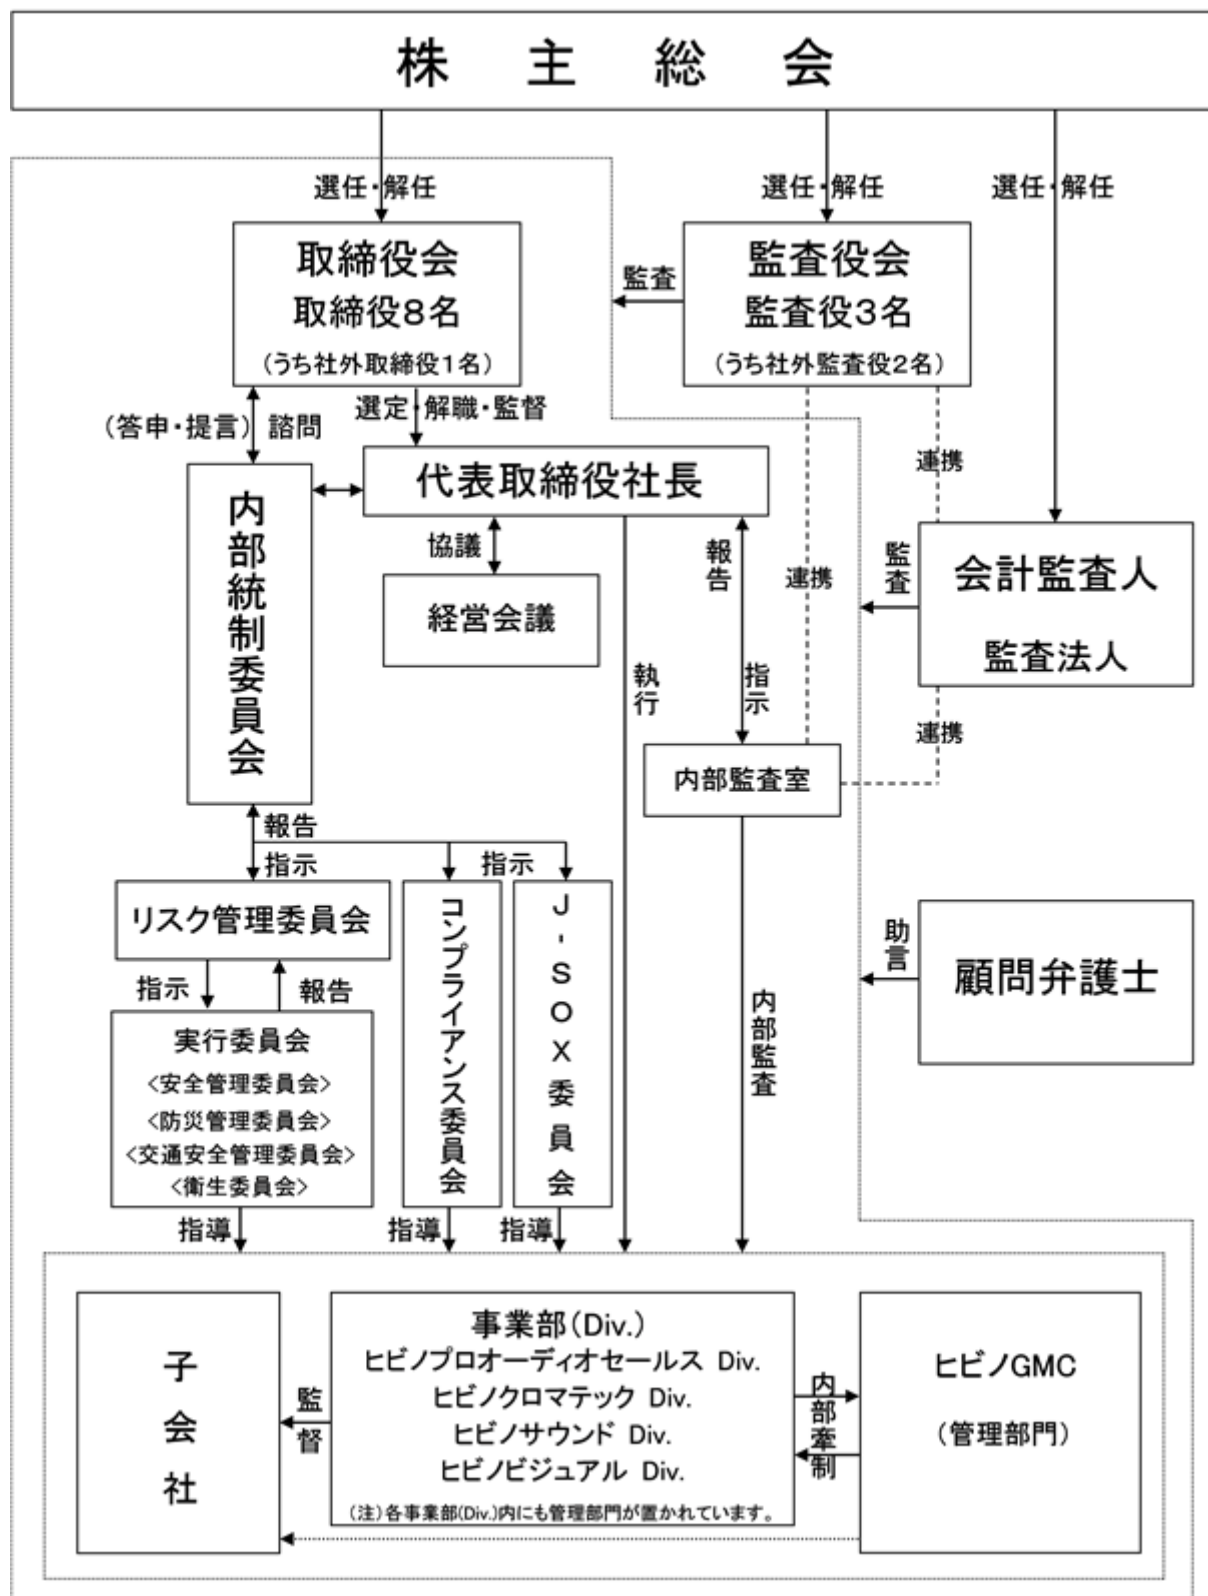 株主総会
選任・解任
選任・解任
選任・解任
取締役会
取締役8名
(うち社外取締役1名)
監査
監査役会
監査役3名
(うち社外監査役2名)
(答申・提言) 諮問
選定・解職・監督
連携
代表取締役社長
内部統制委員会
協議
報告
連携
監査
会計監査人
監査法人
経営会議
執行
指示
連携
内部監査室
報告
指示
指示
リスク管理委員会
コンプライアンス委員会
J-SOX委員会
助言
顧問弁護士
指示
報告
内部監査
実行委員会
<安全管理委員会>
<防災管理委員会>
<交通安全管理委員会>
<衛生委員会>
指導
指導
指導
子会社
監督
事業部(Div.)
ヒビノプロオーディオセールス Div.
ヒビノクロマテック Div.
ヒビノサウンド Div.
ヒビノビジュアル Div.
(注)各事業部(Div.)内にも管理部門が置かれています。
内部牽制
ヒビノGMC
(管理部門)